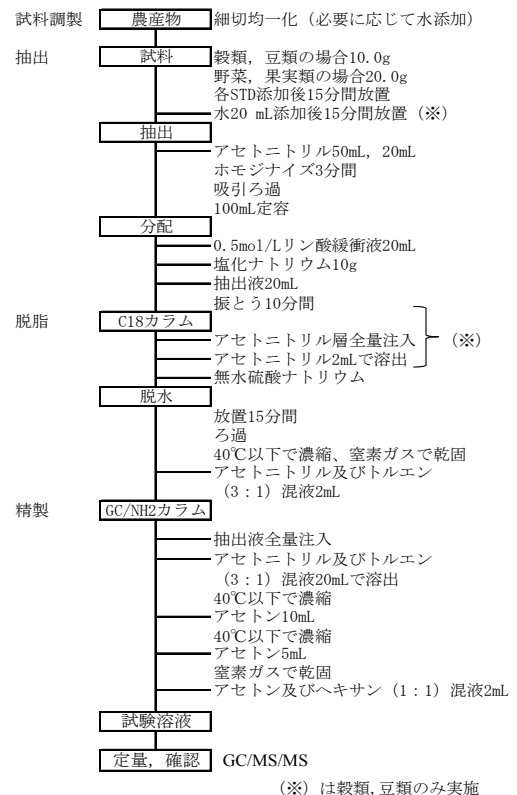 試料調製 農産物 細切均一化（必要に応じて水添加）
抽出 試料 穀類，豆類の場合10.0g
野菜，果実類の場合20.0g
各STD添加後15分間放置
水20 mL添加後15分間放置（※）
抽出
アセトニトリル50mL，20mL
ホモジナイズ3分間
吸引ろ過
100mL定容
分配
0.5mol/Lリン酸緩衝液20mL
塩化ナトリウム10g
抽出液20mL
振とう10分間
脱脂 C18カラム
アセトニトリル層全量注入 （※）
アセトニトリル2mLで溶出
無水硫酸ナトリウム
脱水
放置15分間
ろ過
40℃以下で濃縮、窒素ガスで乾固
アセトニトリル及びトルエン
（3：1）混液2mL
精製 GC/NH2カラム
抽出液全量注入
アセトニトリル及びトルエン
（3：1）混液20mLで溶出
40℃以下で濃縮
アセトン10mL
40℃以下で濃縮
アセトン5mL
窒素ガスで乾固
アセトン及びヘキサン（1：1）混液2mL
試験溶液
定量，確認 GC/MS/MS
（※）は穀類,豆類のみ実施